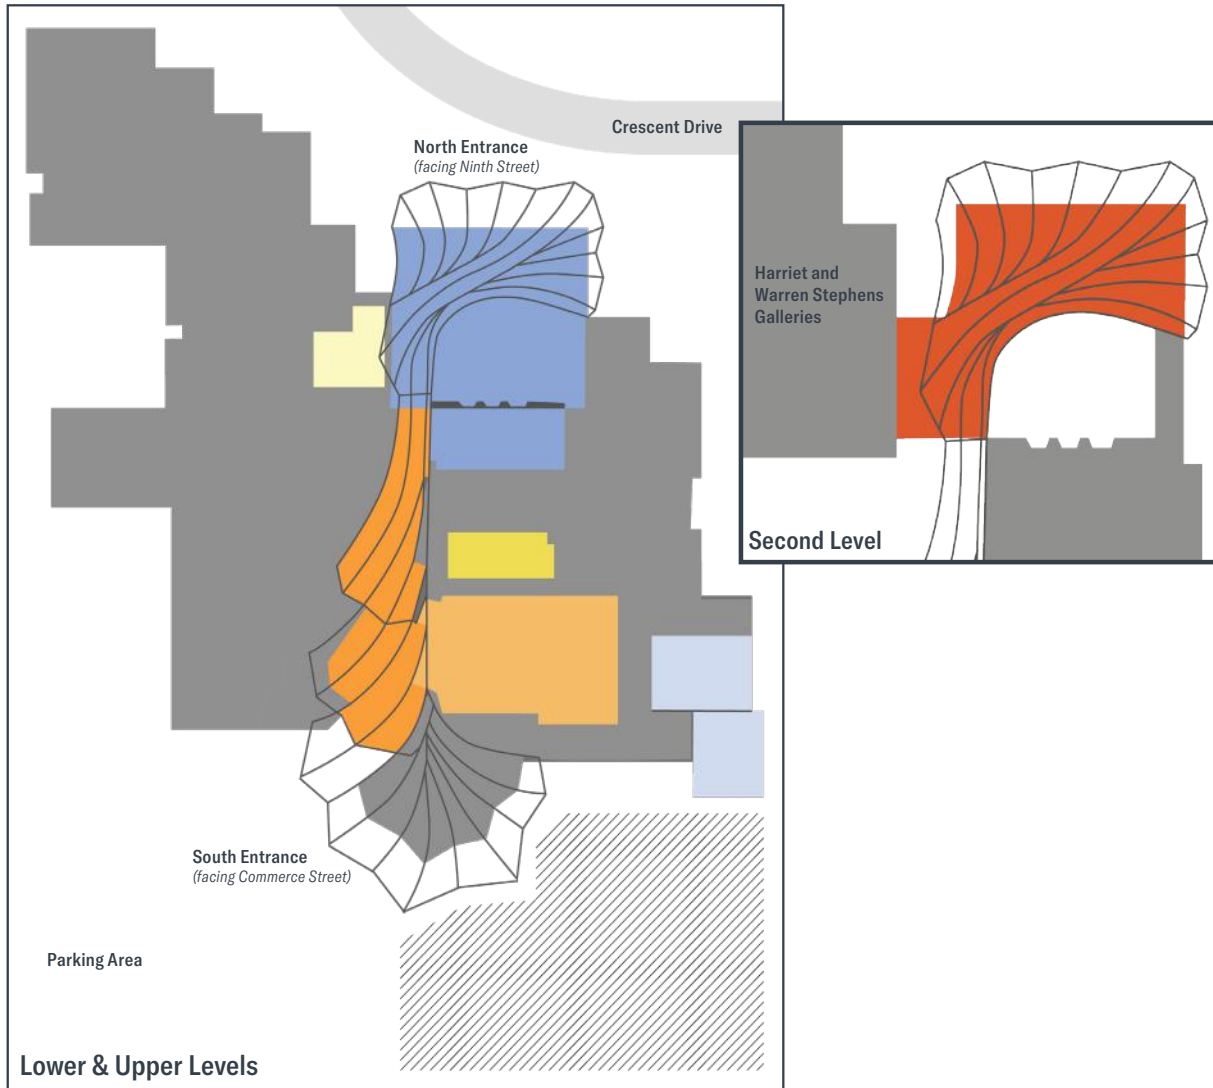 Crescent Drive
North Entrance
(facing Ninth Street)
Harriet and
Warren Stephens
Galleries
Second Level
South Entrance
(facing Commerce Street)
Parking Area
Lower & Upper Levels